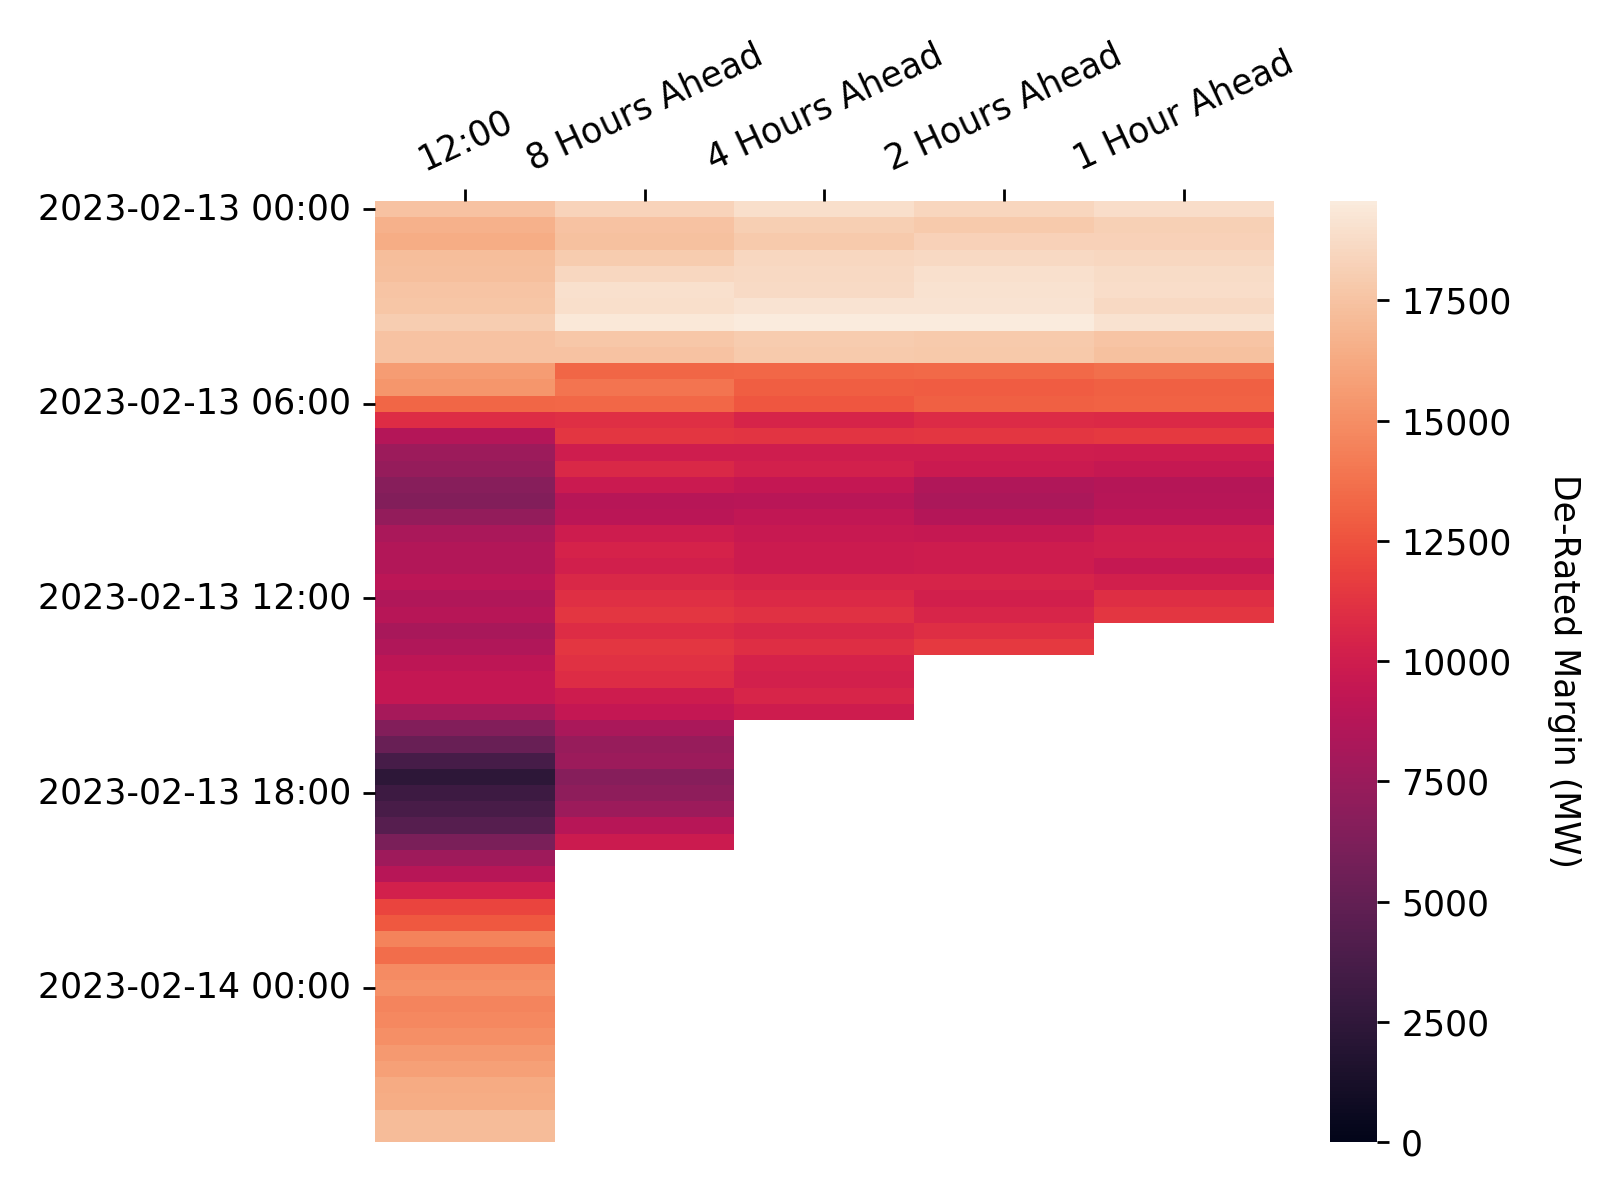 12:00
8 Hours Ahead
4 Hours Ahead
2 Hours Ahead
1 Hour Ahead
2023-02-13 00:00
2023-02-13 06:00
2023-02-13 12:00
2023-02-13 18:00
2023-02-14 00:00
17500
15000
12500
10000
7500
5000
2500
0
De-Rated Margin (MW)